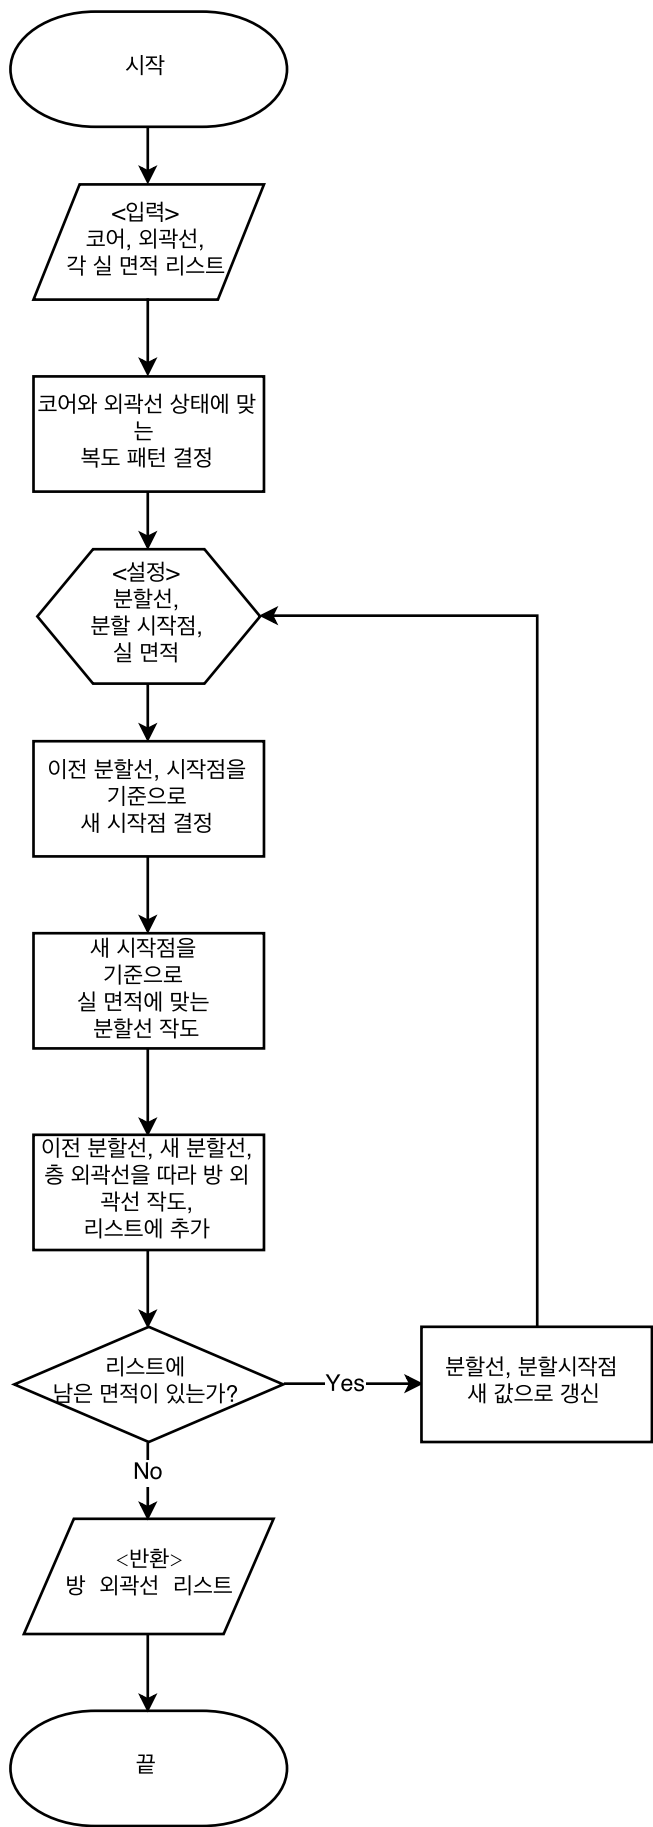 시작
<입력>
코어, 외곽선,
각 실 면적 리스트
코어와 외곽선 상태에 맞
는
복도 패턴 결정
<설정>
분할선,
분할 시작점,
실 면적
이전 분할선, 시작점을
기준으로
새 시작점 결정
새 시작점을
기준으로
실 면적에 맞는
분할선 작도
이전 분할선, 새 분할선,
층 외곽선을 따라 방 외
곽선 작도,
리스트에 추가
리스트에
남은 면적이 있는가?
Yes
분할선, 분할시작점
새 값으로 갱신
No
<반환>
방 외곽선 리스트
끝